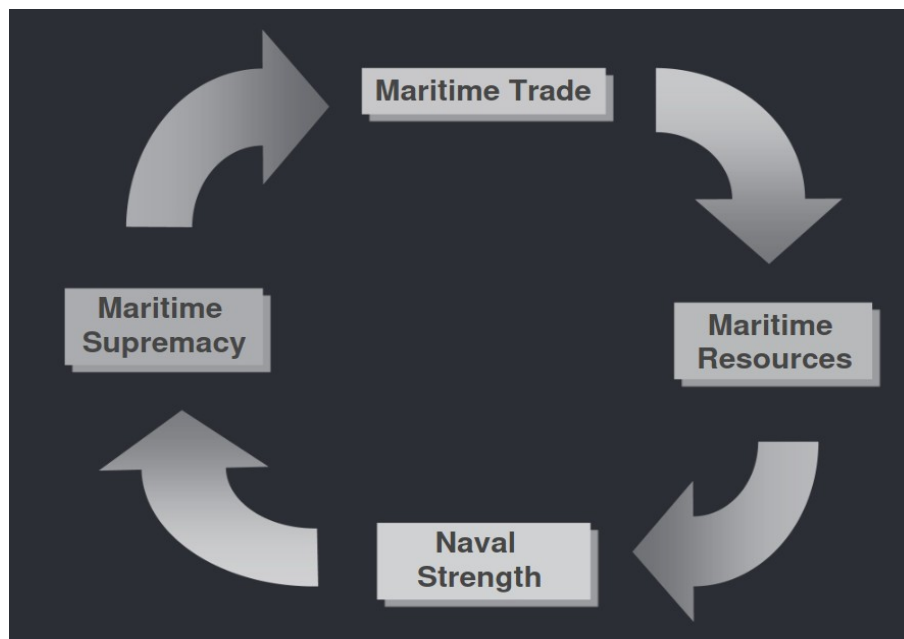 Maritime Trade
Maritime
Resources
Naval
Strength
Maritime
Supremacy